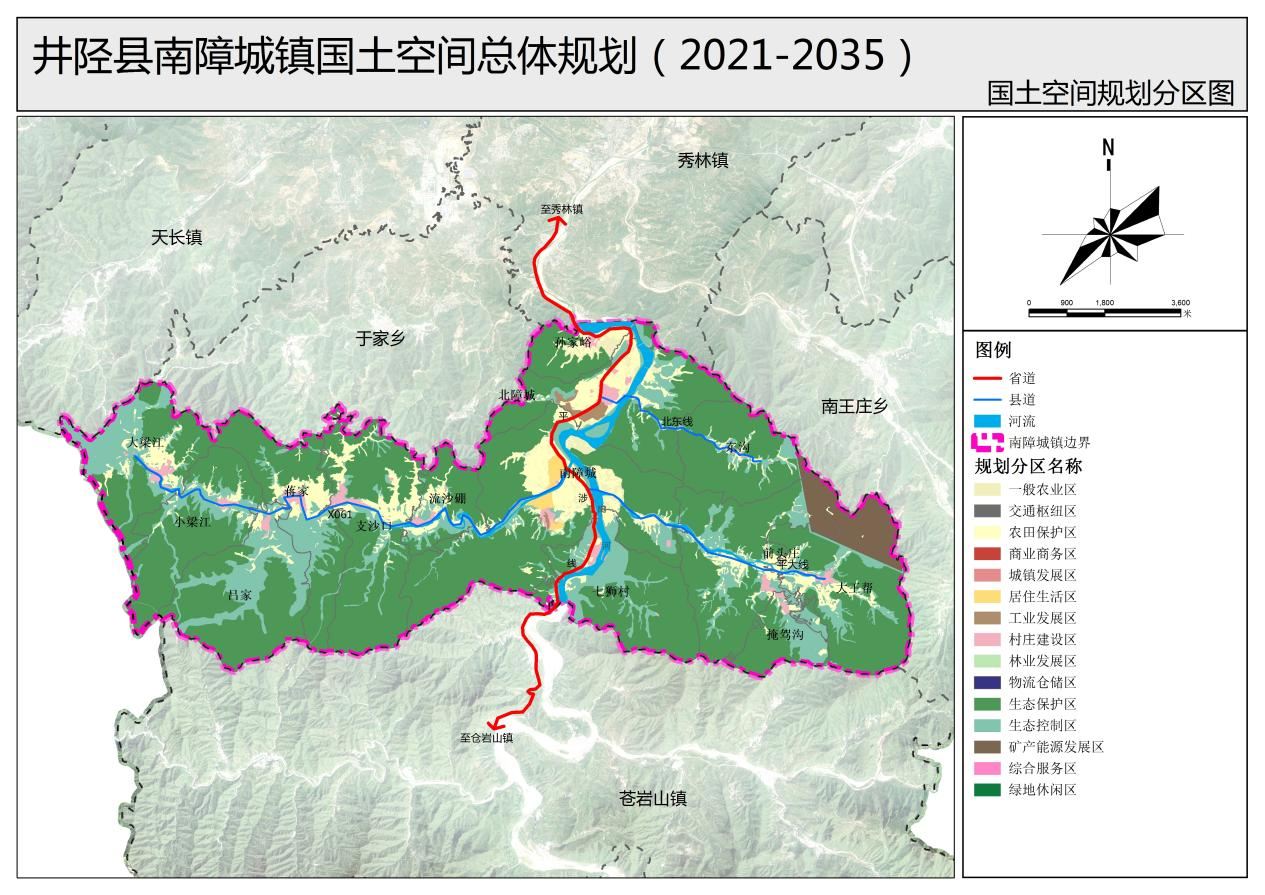 井陉县南障城镇国土空间总体规划（2021-2035）
国土空间规划分区图
秀林镇
至秀林镇
天长镇
于家乡
孙家峪
北障城
南王庄乡
平
北东线
东沟
大梁江
南障城
蒋家
流沙硼
涉
小梁江
X061
支沙口
线
前头庄
平大线
七狮村
大王帮
吕家
掩驾沟
至仓岩山镇
苍岩山镇
N
0 900 1,800 3,600
米
图例
省道
县道
河流
南障城镇边界
规划分区名称
一般农业区
交通枢纽区
农田保护区
商业商务区
城镇发展区
居住生活区
工业发展区
村庄建设区
林业发展区
物流仓储区
生态保护区
生态控制区
矿产能源发展区
综合服务区
绿地休闲区